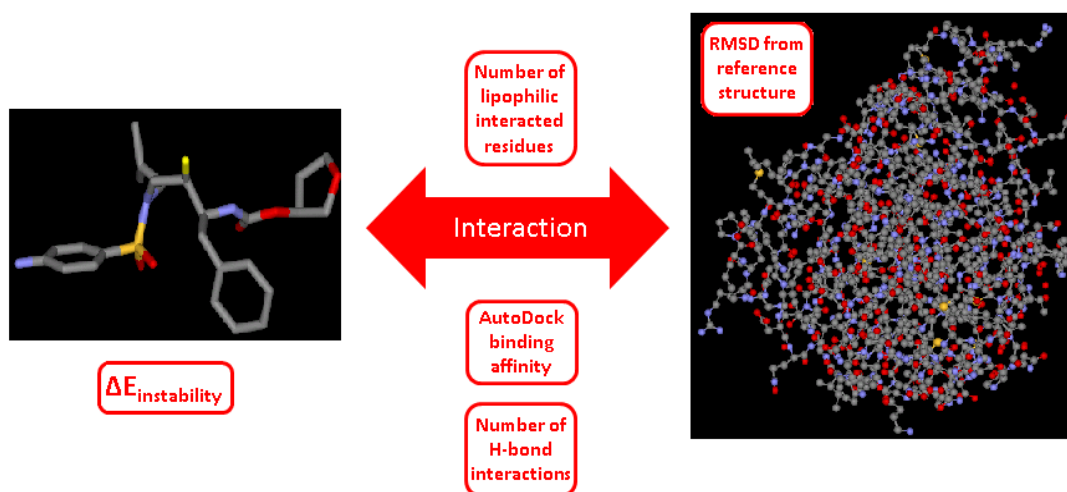 RMSD from
reference
structure
Number of
lipophilic
interacted
residues
Interaction
AutoDock
binding
affinity
ΔEinstability
Number of
H-bond
interactions